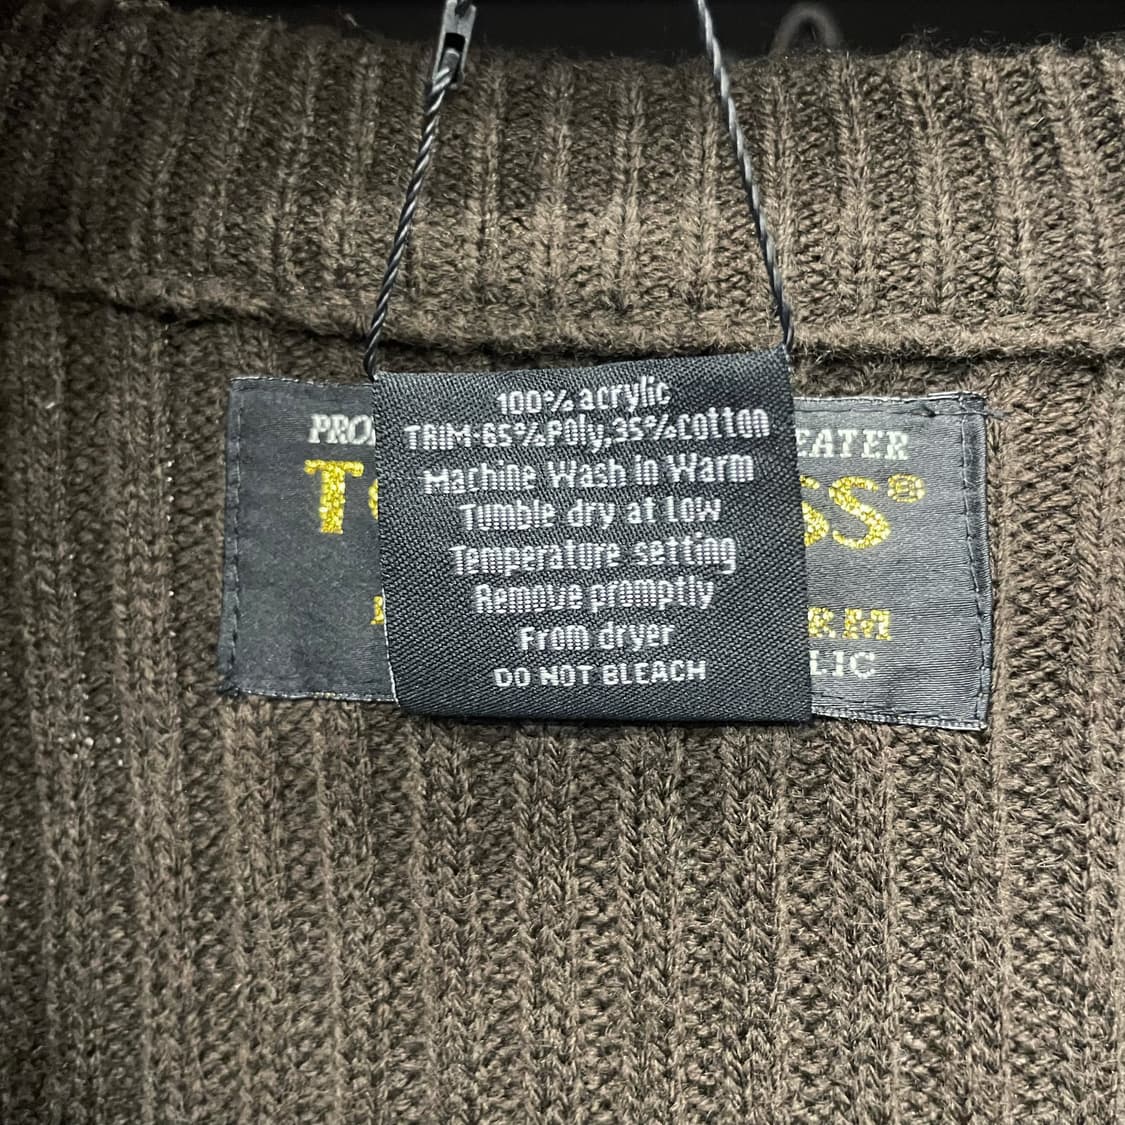 100% acrylic
TRIM-65%Poly,35%cotton
Machine Wash in Warm
Tumble dry at LOW
Temperature setting
Remove promptly
From dryer
DO NOT BLEACH